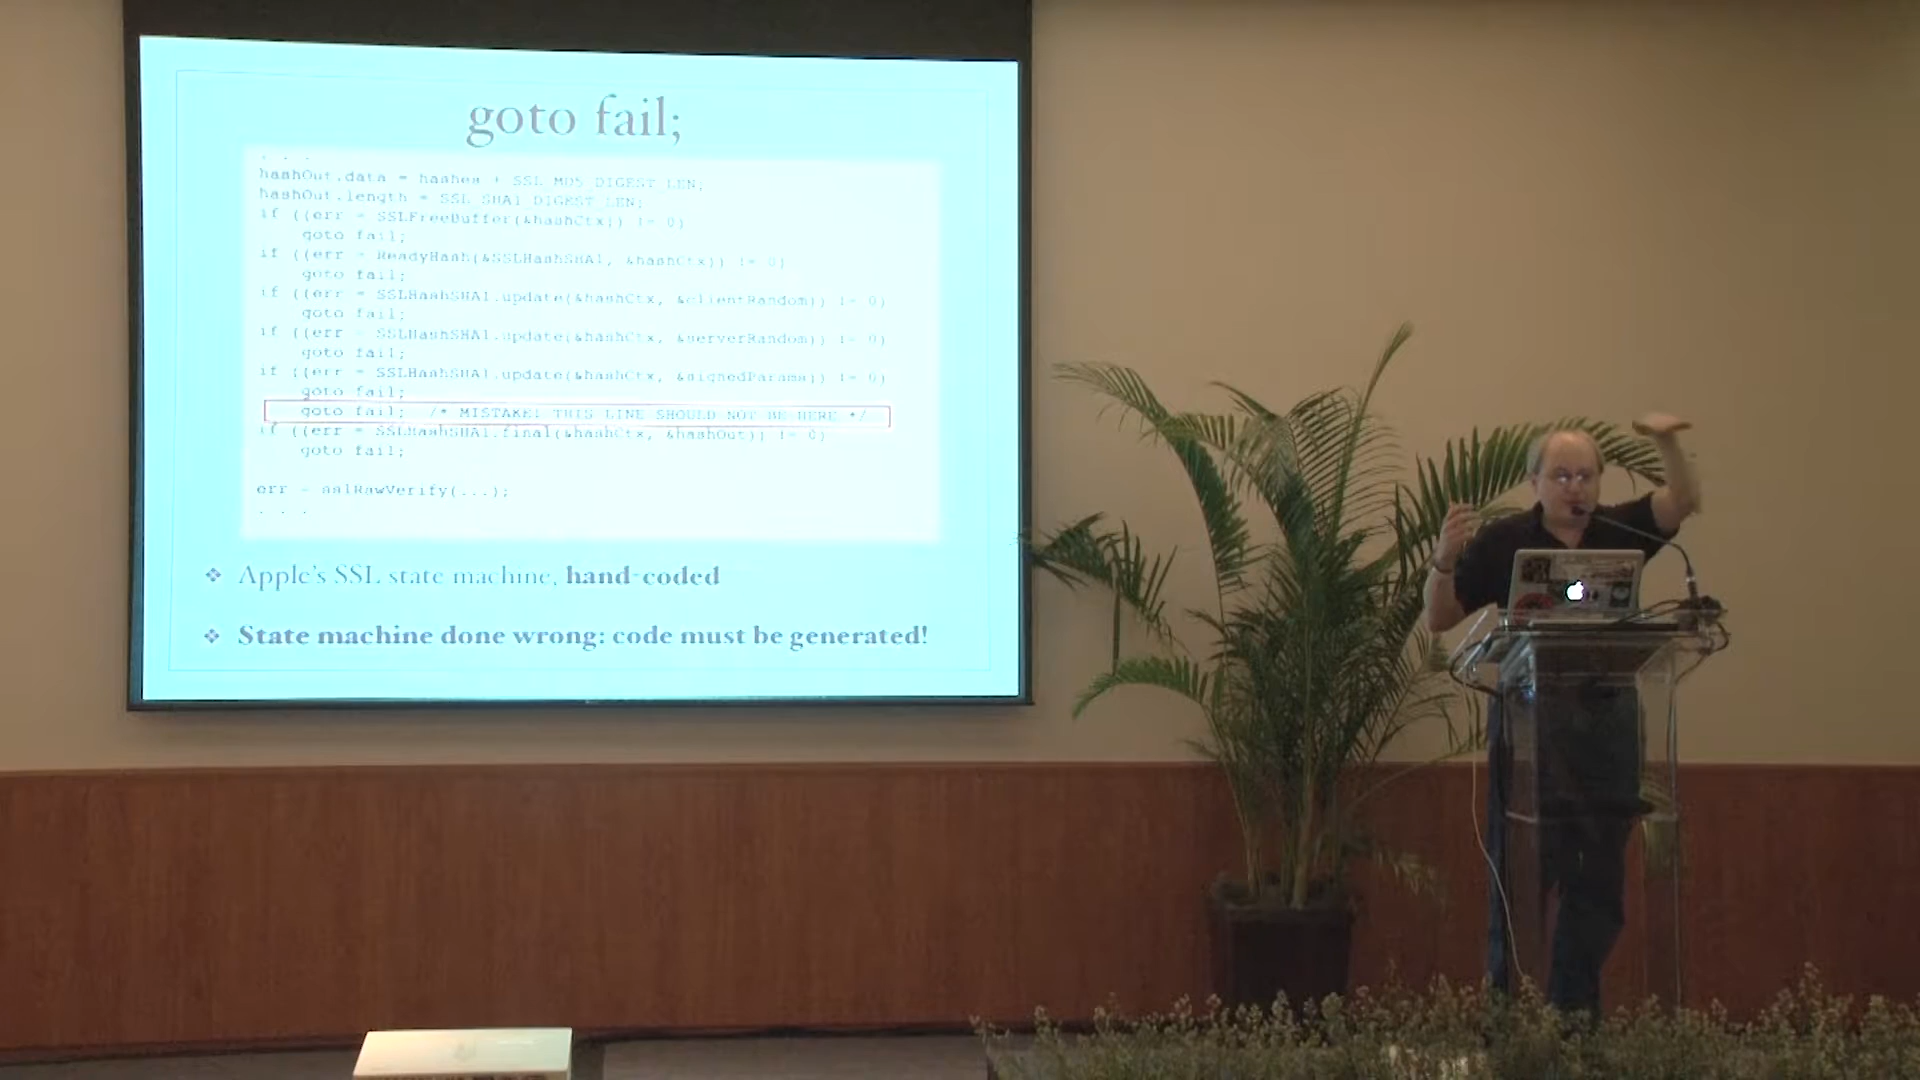 goto fail;
. . .
hashOut.data = hashes + SSL_MD5_DIGEST_LEN;
hashOut.length = SSL_SHA1_DIGEST_LEN;
if ((err = SSLFreeBuffer(&hashCtx)) != 0)
goto fail;
if ((err = ReadyHash(&SSLHashSHA1, &hashCtx)) != 0)
goto fail;
if ((err = SSLHashSHA1.update(&hashCtx, &clientRandom)) != 0)
goto fail;
if ((err = SSLHashSHA1.update(&hashCtx, &serverRandom)) != 0)
goto fail;
if ((err = SSLHashSHA1.update(&hashCtx, &signedParams)) != 0)
goto fail;
goto fail; /* MISTAKE! THIS LINE SHOULD NOT BE HERE */
if ((err = SSLHashSHA1.final(&hashCtx, &hashOut)) != 0)
goto fail;
err = sslRawVerify(...);
. . .
❖ Apple's SSL state machine, hand-coded
❖ State machine done wrong: code must be generated!